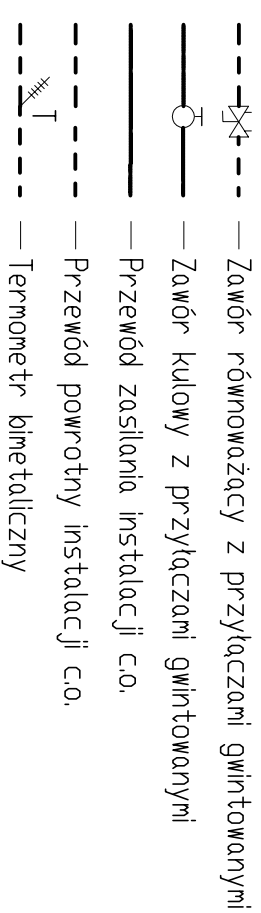 Zawór równoważący z przyłączami gwintowanymi
Zawór kulowy z przyłączami gwintowanymi
Przewód zasilania instalacji c.o.
Przewód powrotny instalacji c.o.
T
Termometr bimetaliczny